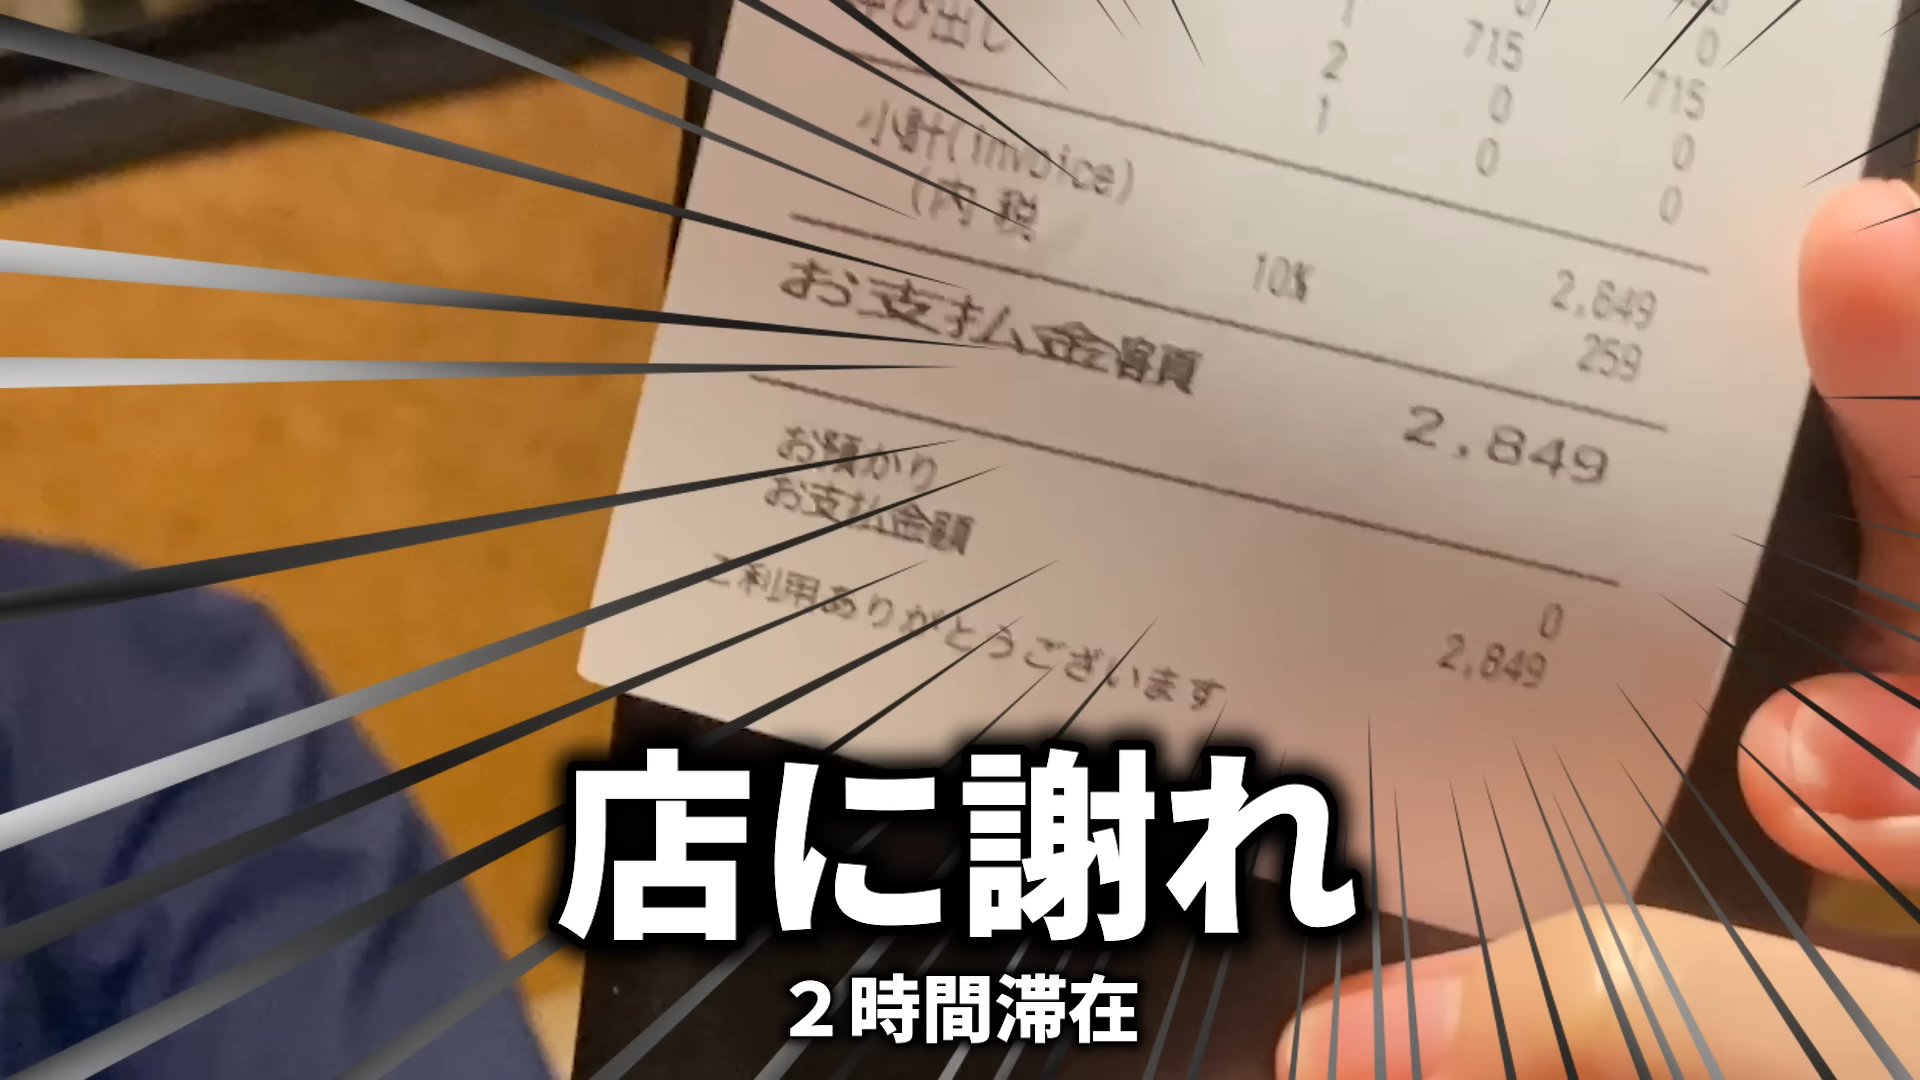 び出し 1 0
2 715 0
1 0 715
0 0
0
小計(invoice) 2,849
(内税 10% 259
お支払金額 2,849
お預かり 0
お支払金額 2,849
ご利用ありがとうございます
店に謝れ
２時間滞在